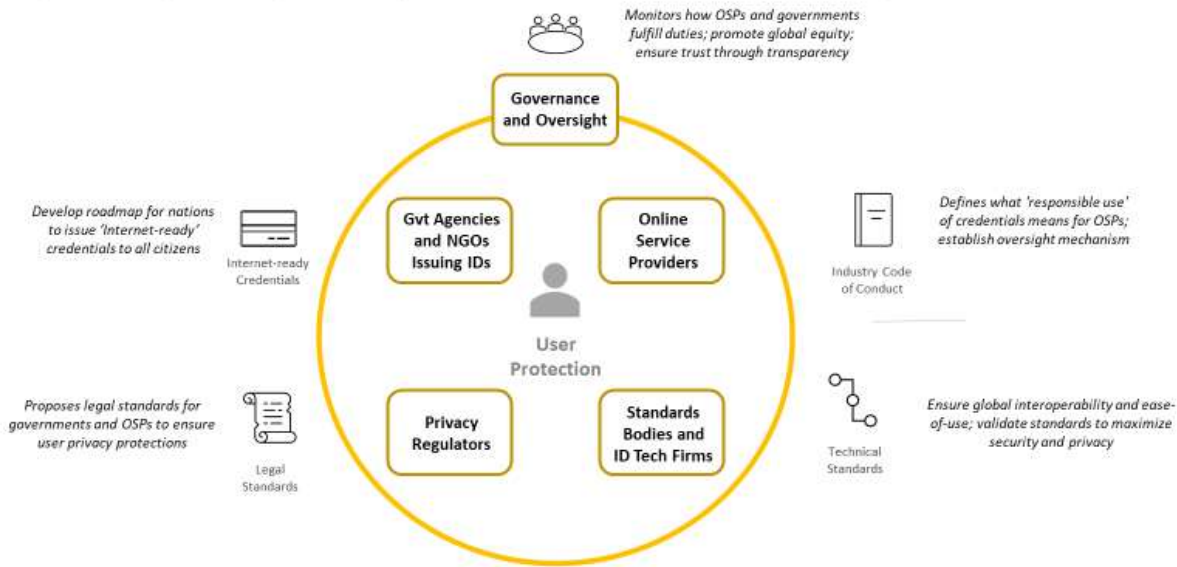 Monitors how OSPs and governments
fulfill duties; promote global equity;
ensure trust through transparency
Governance
and Oversight
Develop roadmap for nations
to issue 'Internet-ready'
credentials to all citizens
Internet-ready
Credentials
Gvt Agencies
and NGOs
Issuing IDs
Online
Service
Providers
Industry Code
of Conduct
Defines what 'responsible use'
of credentials means for OSPs;
establish oversight mechanism
User
Protection
Proposes legal standards for
governments and OSPs to ensure
user privacy protections
Legal
Standards
Privacy
Regulators
Standards
Bodies and
ID Tech Firms
Technical
Standards
Ensure global interoperability and ease-
of-use; validate standards to maximize
security and privacy